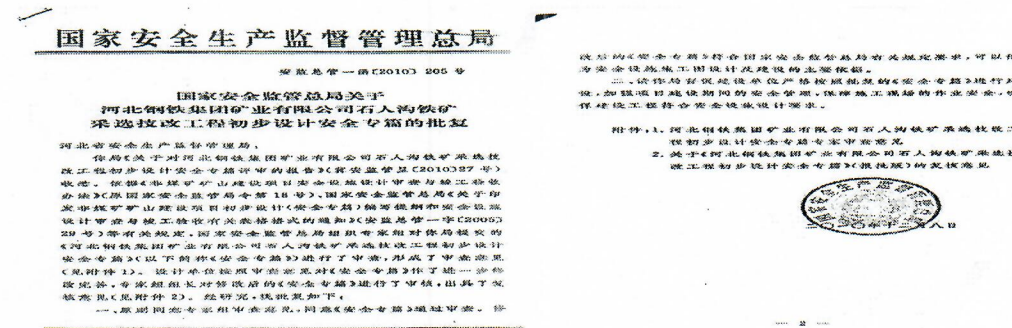 国家安全生产监督管理总局
安监总管一函〔2010〕205号
国家安全监管总局关于
河北钢铁集团矿业有限公司石人沟铁矿
采选技改工程初步设计安全专篇的批复
河北省安全生产监督管理局：
你局《关于对河北钢铁集团矿业有限公司石人沟铁矿采选技
改工程初步设计安全专篇评审的报告》（冀安监管显〔2010〕27号）
收悉。依据《非煤矿矿山建设项目安全设施设计审查与竣工验收
办法》（原国家安全监管局令第18号）、国家安全监管总局《关于印
发非煤矿矿山建设项目初步设计《安全专篇》编写提纲和安全设施
设计审查与竣工验收有关表格格式的通知》（安监总管一字〔2005〕
29号）等有关规定，国家安全监管总局组织专家组对你局提交的
《河北钢铁集团矿业有限公司石人沟铁矿采选技改工程初步设计
安全专篇》（以下简称《安全专篇》）进行了审查，形成了审查意见
（见附件1）。设计单位按照审查意见对《安全专篇》作了进一步修
改完善，专家组组长对修改后的《安全专篇》进行了审核，出具了复
核意见（见附件2）。经研究，现批复如下：
一、原则同意专家组审查意见，同意《安全专篇》通过审查。修
改后的《安全专篇》符合国家安全监管总局有关规定要求，可以作
为安全设施施工图设计及建设的主要依据。
二、请你局督促建设单位严格按照批复的《安全专篇》进行建
设，加强项目建设期间的安全管理，保障施工现场的作业安全，
保建设工程符合安全设施设计要求。
附件：1. 河北钢铁集团矿业有限公司石人沟铁矿采选技改工
程初步设计安全专篇专家审查意见
2. 关于《河北钢铁集团矿业有限公司石人沟铁矿采选技
改工程初步设计安全专篇》（报批版）的复核意见
二〇一〇年十二月八日
— 2 —